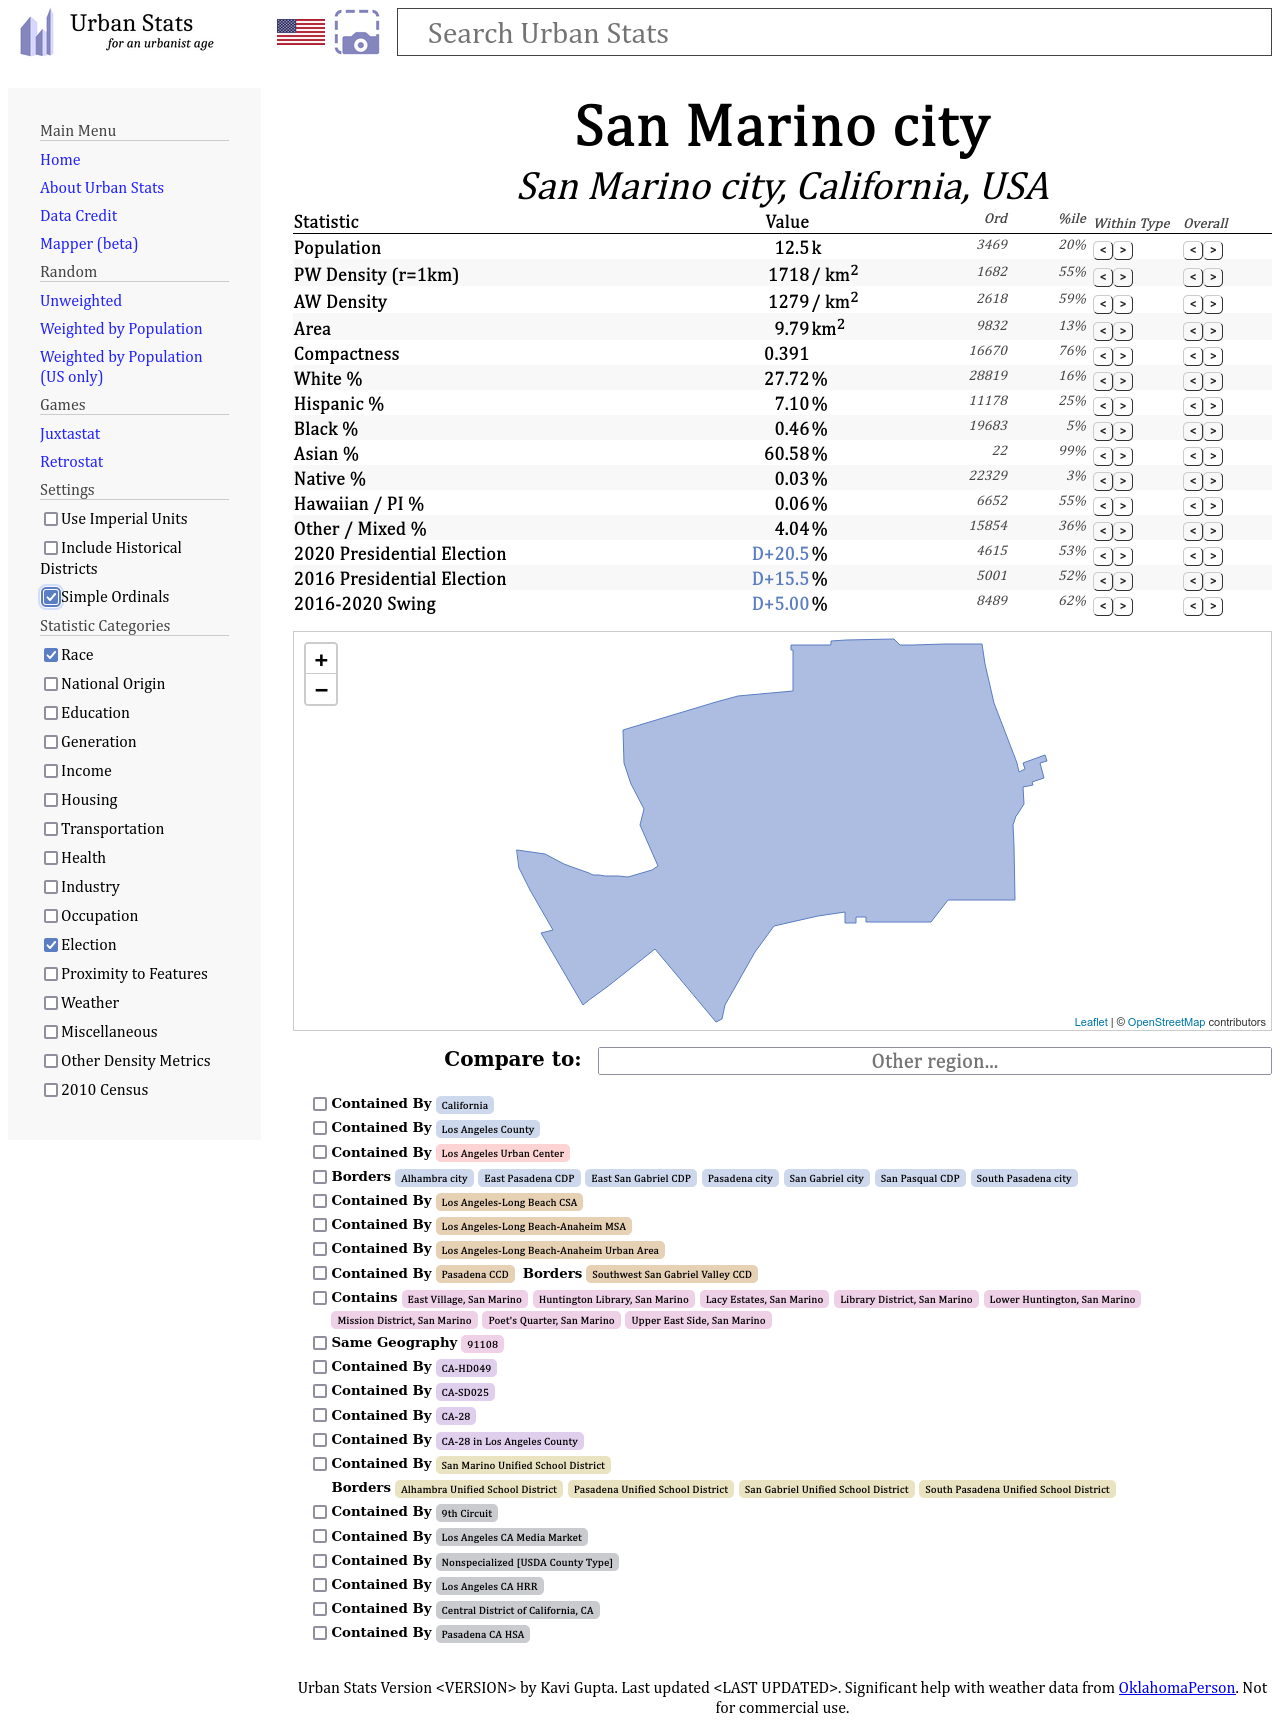 Urban Stats
for an urbanist age
Search Urban Stats
Main Menu
Home
About Urban Stats
Data Credit
Mapper (beta)
Random
Unweighted
Weighted by Population
Weighted by Population
(US only)
Games
Juxtastat
Retrostat
Settings
Use Imperial Units
Include Historical
Districts
Simple Ordinals
Statistic Categories
Race
National Origin
Education
Generation
Income
Housing
Transportation
Health
Industry
Occupation
Election
Proximity to Features
Weather
Miscellaneous
Other Density Metrics
2010 Census
San Marino city
San Marino city, California, USA
Statistic Value Ord %ile Within Type Overall
Population 12.5 k 3469 20% < > < >
PW Density (r=1km) 1718 / km² 1682 55% < > < >
AW Density 1279 / km² 2618 59% < > < >
Area 9.79 km² 9832 13% < > < >
Compactness 0.391 16670 76% < > < >
White % 27.72 % 28819 16% < > < >
Hispanic % 7.10 % 11178 25% < > < >
Black % 0.46 % 19683 5% < > < >
Asian % 60.58 % 22 99% < > < >
Native % 0.03 % 22329 3% < > < >
Hawaiian / PI % 0.06 % 6652 55% < > < >
Other / Mixed % 4.04 % 15854 36% < > < >
2020 Presidential Election D+20.5 % 4615 53% < > < >
2016 Presidential Election D+15.5 % 5001 52% < > < >
2016-2020 Swing D+5.00 % 8489 62% < > < >
+
−
Leaflet | © OpenStreetMap contributors
Compare to: Other region...
Contained By California
Contained By Los Angeles County
Contained By Los Angeles Urban Center
Borders Alhambra city East Pasadena CDP East San Gabriel CDP Pasadena city San Gabriel city San Pasqual CDP South Pasadena city
Contained By Los Angeles-Long Beach CSA
Contained By Los Angeles-Long Beach-Anaheim MSA
Contained By Los Angeles-Long Beach-Anaheim Urban Area
Contained By Pasadena CCD Borders Southwest San Gabriel Valley CCD
Contains East Village, San Marino Huntington Library, San Marino Lacy Estates, San Marino Library District, San Marino Lower Huntington, San Marino
Mission District, San Marino Poet's Quarter, San Marino Upper East Side, San Marino
Same Geography 91108
Contained By CA-HD049
Contained By CA-SD025
Contained By CA-28
Contained By CA-28 in Los Angeles County
Contained By San Marino Unified School District
Borders Alhambra Unified School District Pasadena Unified School District San Gabriel Unified School District South Pasadena Unified School District
Contained By 9th Circuit
Contained By Los Angeles CA Media Market
Contained By Nonspecialized [USDA County Type]
Contained By Los Angeles CA HRR
Contained By Central District of California, CA
Contained By Pasadena CA HSA
Urban Stats Version <VERSION> by Kavi Gupta. Last updated <LAST UPDATED>. Significant help with weather data from OklahomaPerson. Not
for commercial use.